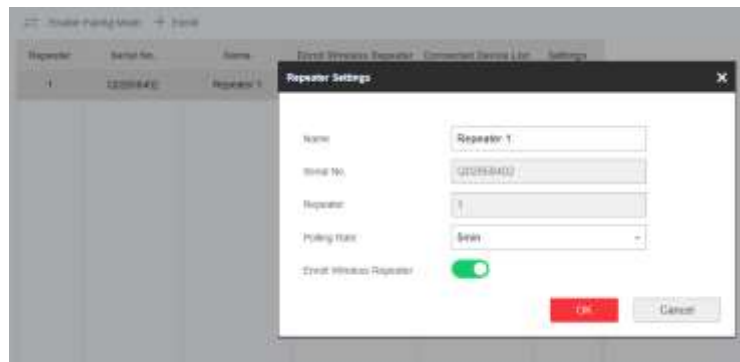 Enable Pairing Mode + Enroll
Repeater Serial No. Name Enroll Wireless Repeater Connected Device List Settings
1 Repeater 1
Repeater Settings
Name Repeater 1
Serial No.
Repeater 1
Polling Rate 5min
Enroll Wireless Repeater
OK Cancel